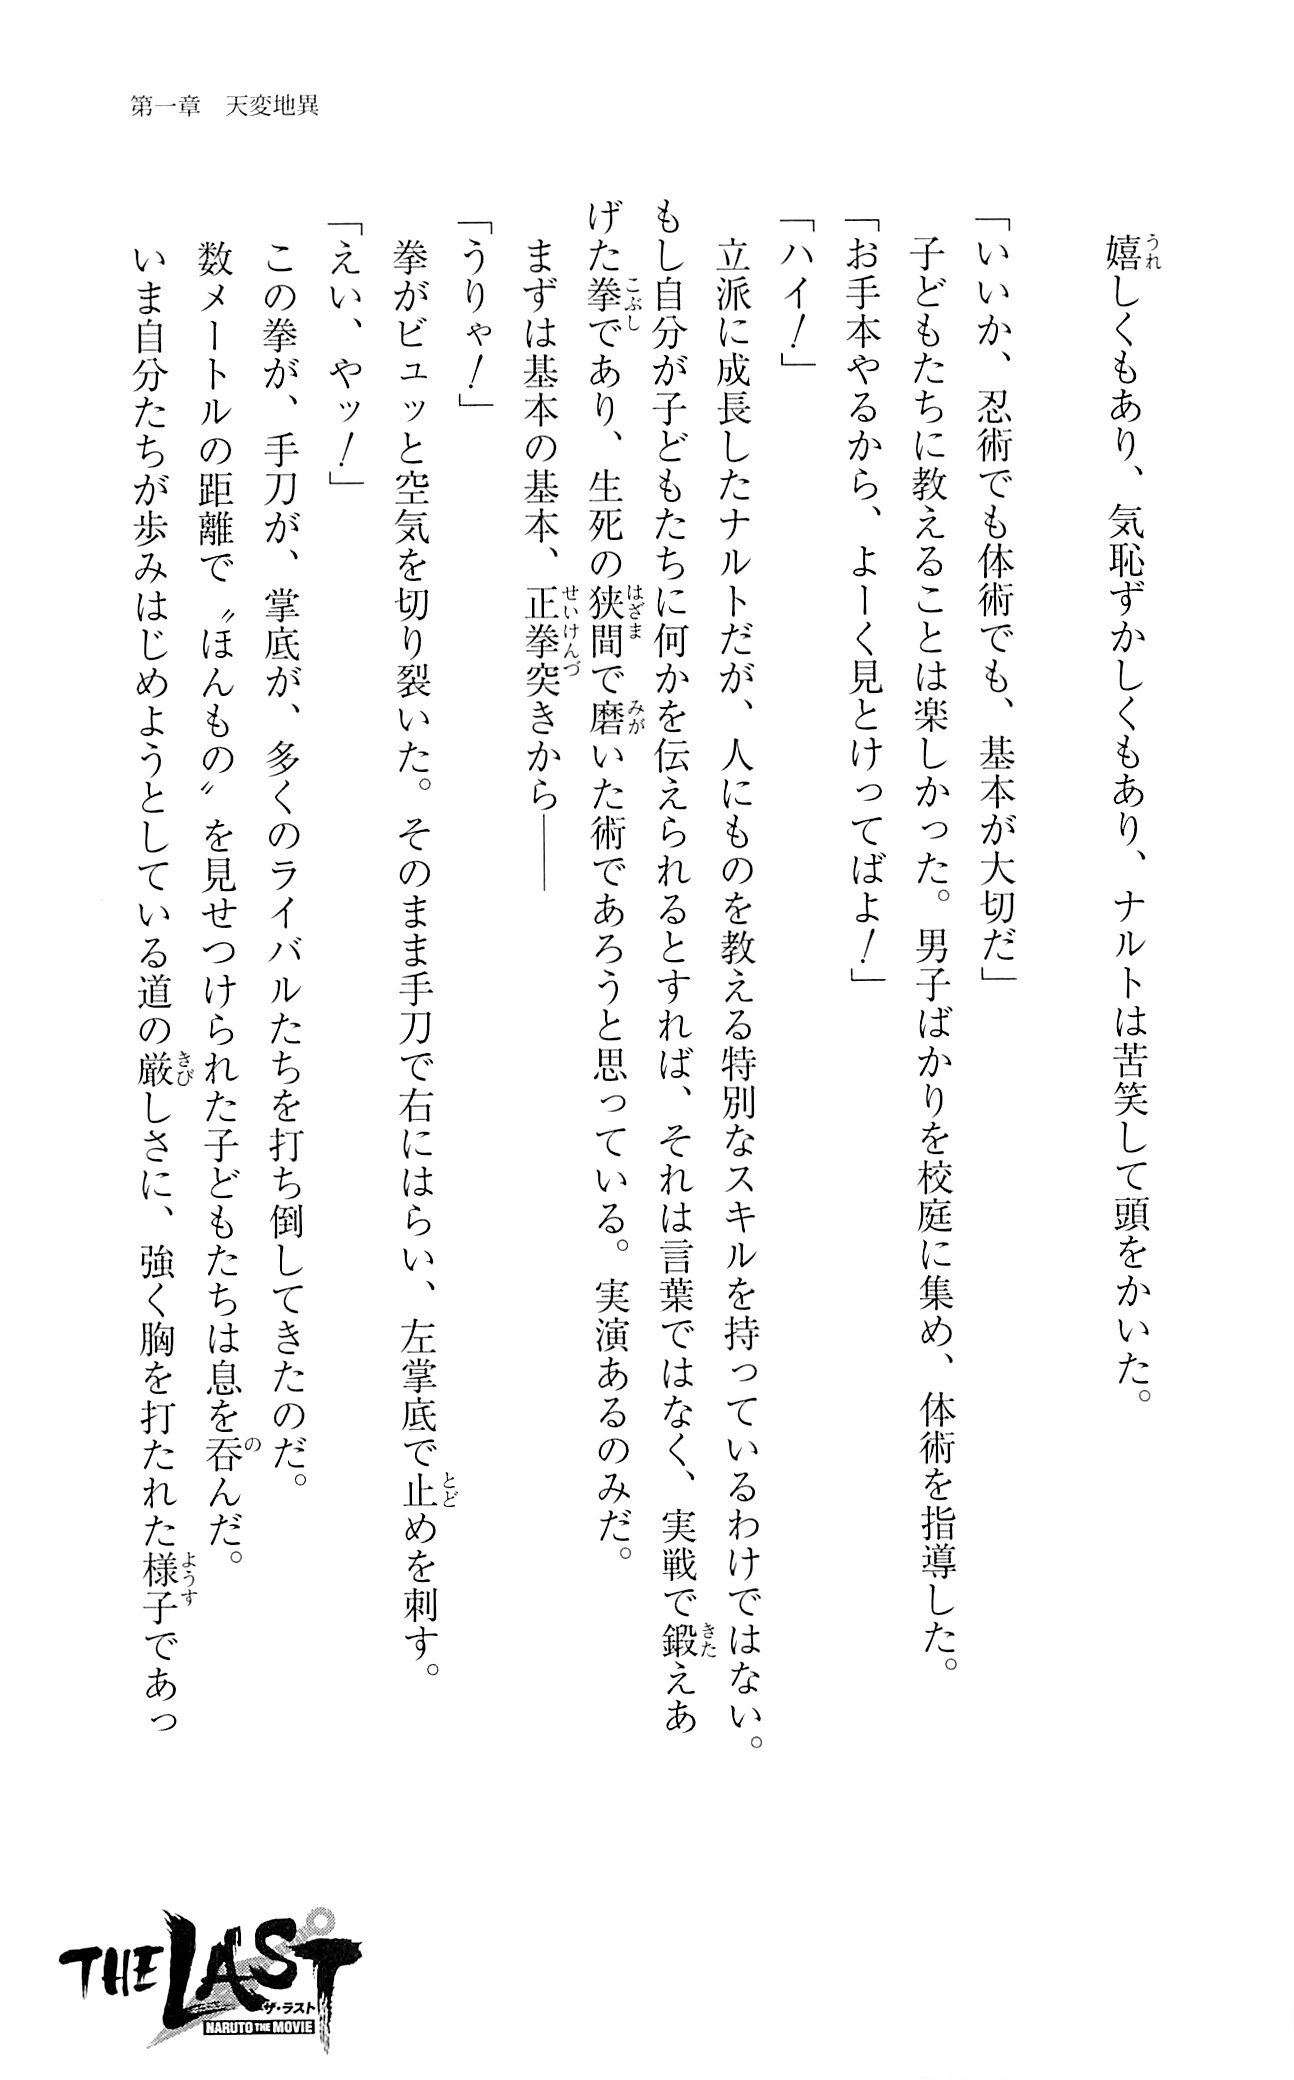 第一章　天変地異
嬉しくもあり、気恥ずかしくもあり、ナルトは苦笑して頭をかいた。
「いいか、忍術でも体術でも、基本が大切だ」
子どもたちに教えることは楽しかった。男子ばかりを校庭に集め、体術を指導した。
「お手本やるから、よーく見とけってばよ！」
「ハイ！」
立派に成長したナルトだが、人にものを教える特別なスキルを持っているわけではない。
もし自分が子どもたちに何かを伝えられるとすれば、それは言葉ではなく、実戦で鍛えあ
げた拳であり、生死の狭間で磨いた術であろうと思っている。実演あるのみだ。
まずは基本の基本、正拳突きから――
「うりゃ！」
拳がビュッと空気を切り裂いた。そのまま手刀で右にはらい、左掌底で止めを刺す。
「えい、やッ！」
この拳が、手刀が、掌底が、多くのライバルたちを打ち倒してきたのだ。
数メートルの距離で〝ほんもの〟を見せつけられた子どもたちは息を呑んだ。
いま自分たちが歩みはじめようとしている道の厳しさに、強く胸を打たれた様子であっ
THE LAST
ザ・ラスト
NARUTO THE MOVIE